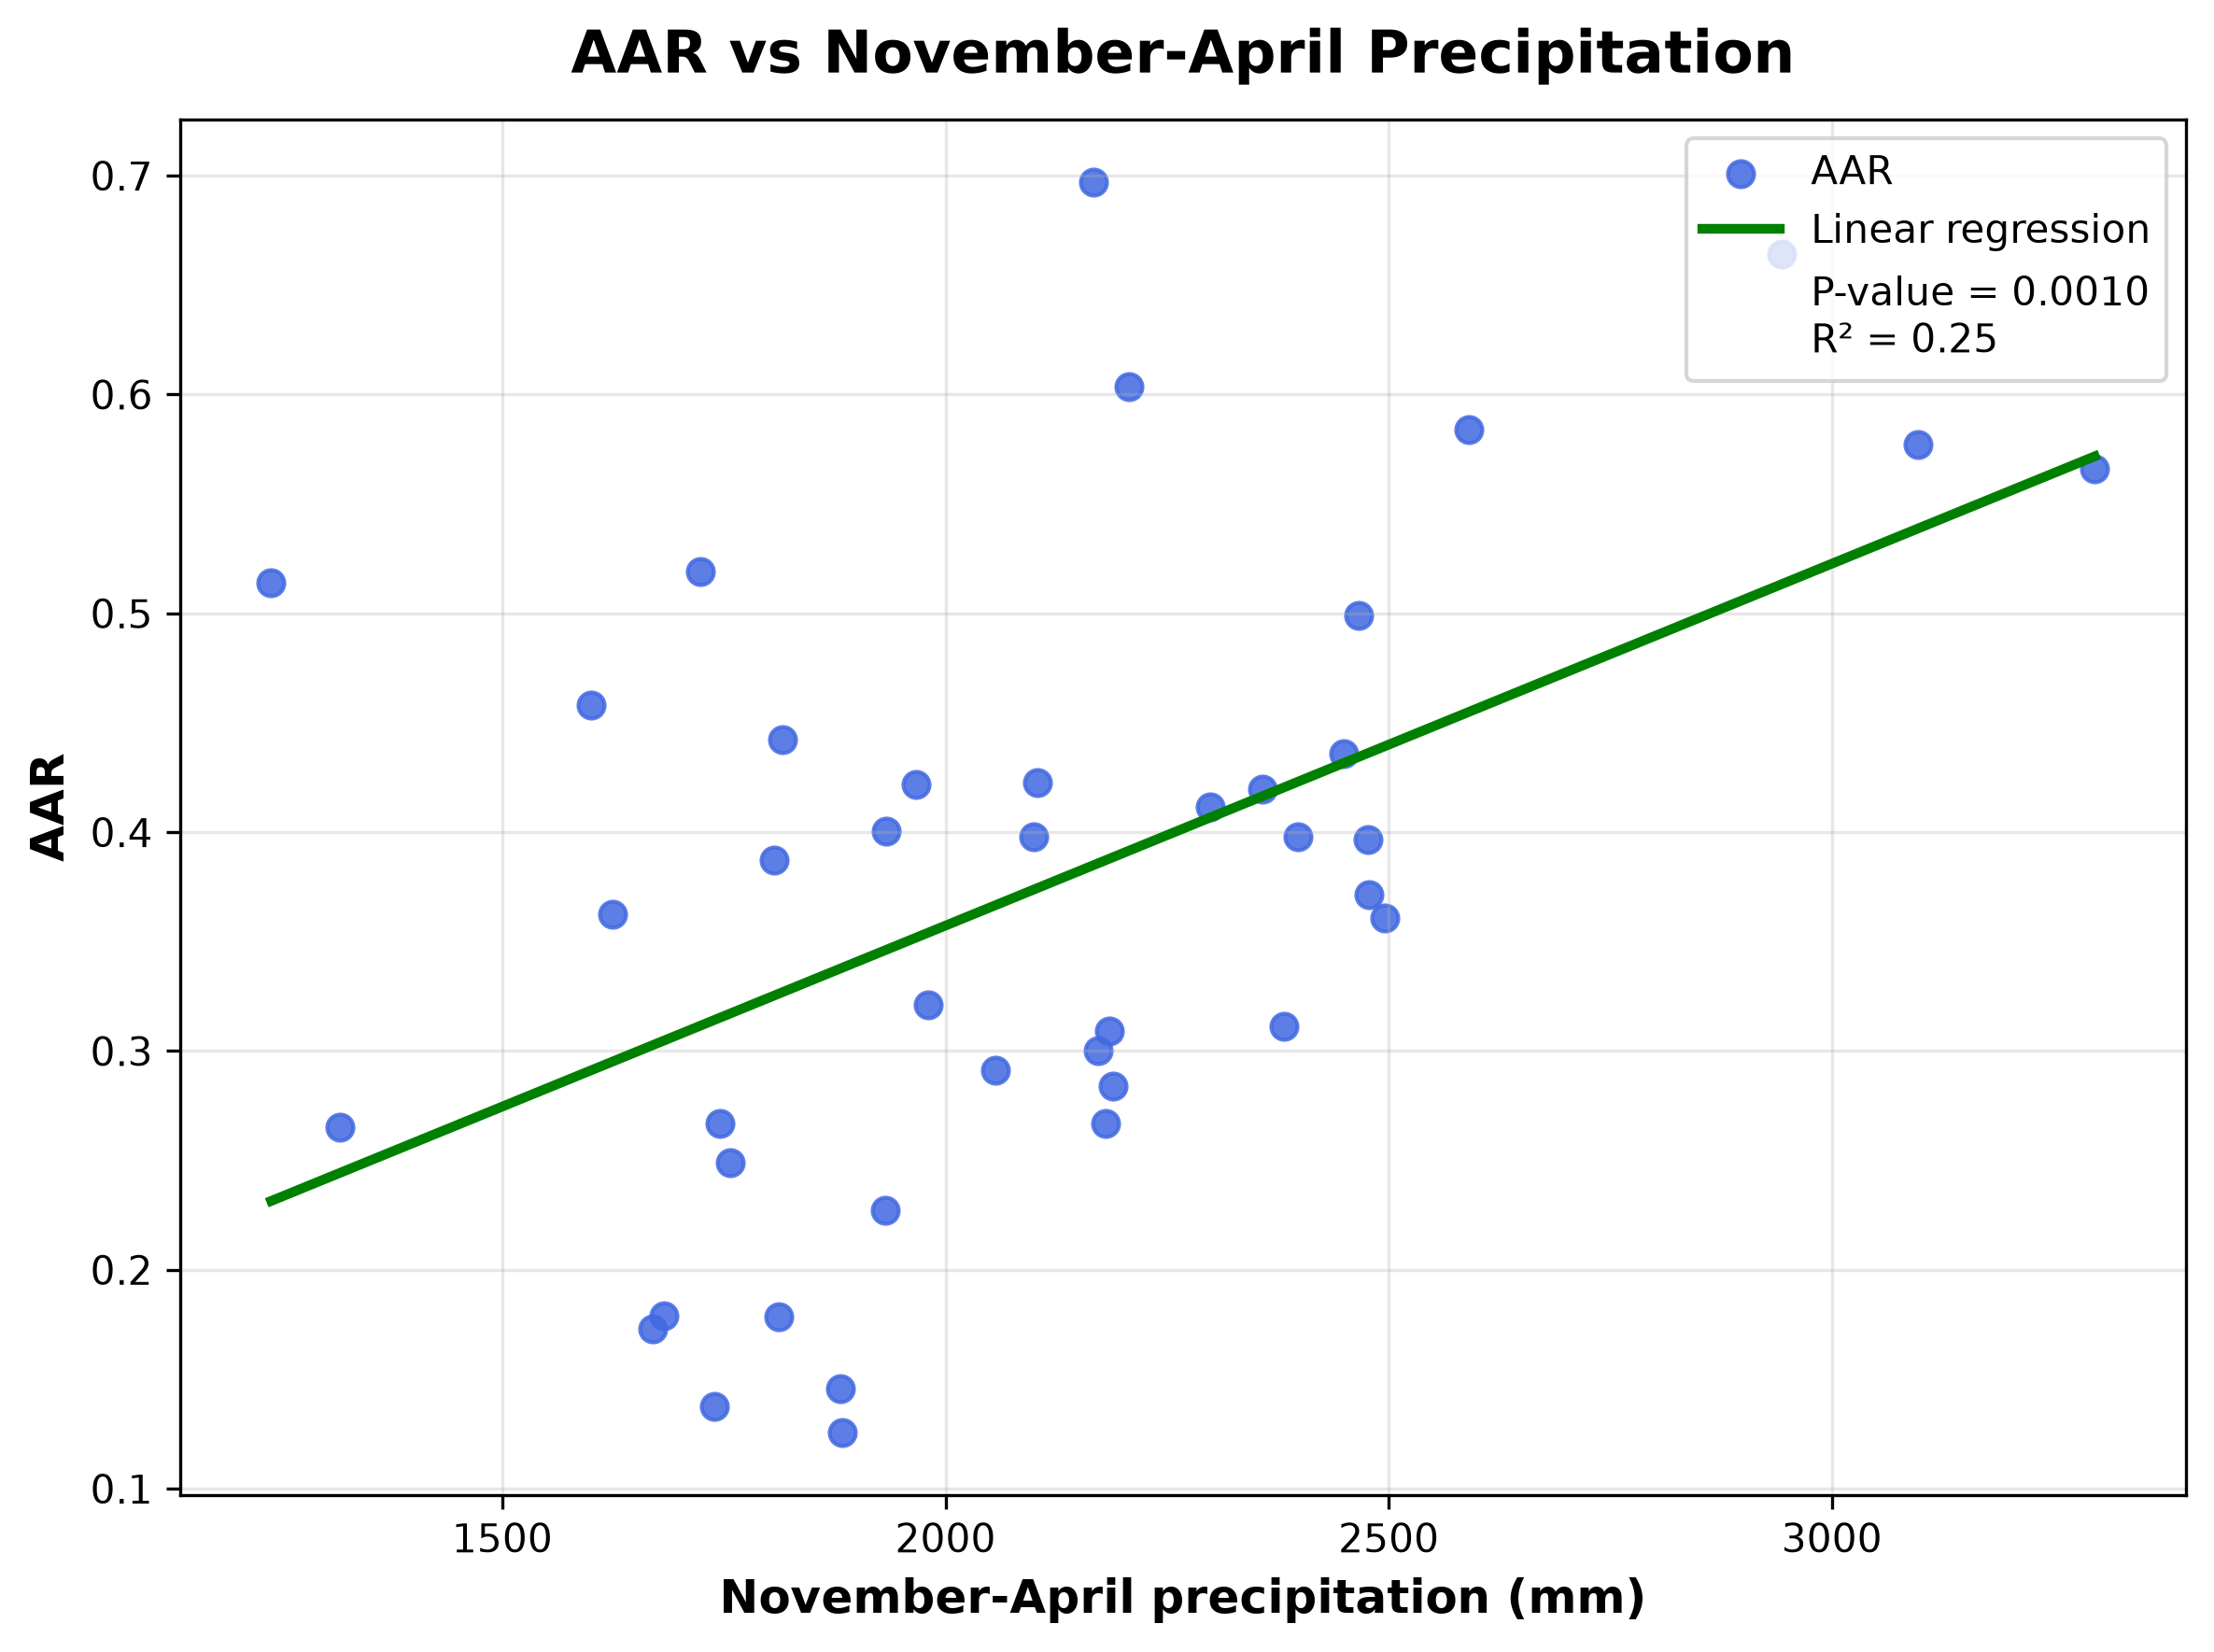 AAR vs November-April Precipitation
AAR
Linear regression
P-value = 0.0010
R² = 0.25
0.7
0.6
0.5
0.4
0.3
0.2
0.1
AAR
1500 2000 2500 3000
November-April precipitation (mm)